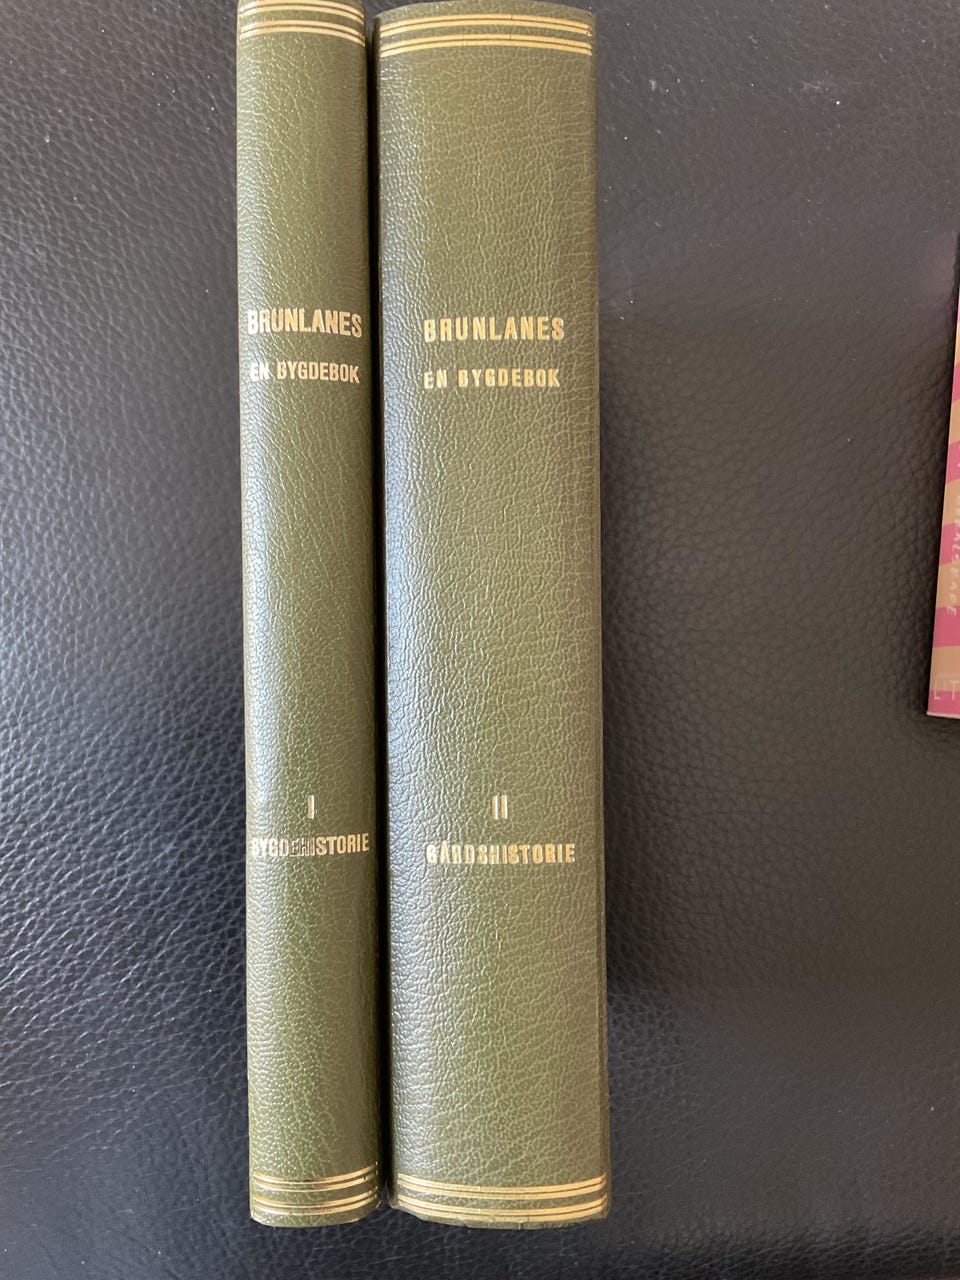 BRUNLANES
EN BYGDEBOK
I
BYGDEHISTORIE
BRUNLANES
EN BYGDEBOK
II
GÅRDSHISTORIE